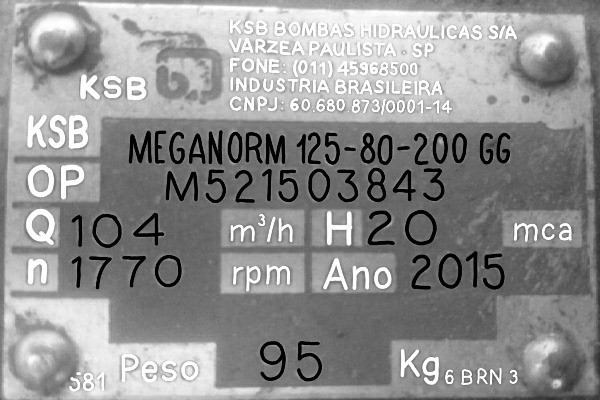 KSB BOMBAS HIDRAULICAS S/A
VARZEA PAULISTA - SP
FONE: (011) 45968500
INDUSTRIA BRASILEIRA
CNPJ: 60.680 873/0001-14
KSB
KSB MEGANORM 125-80-200 GG
OP M521503843
Q 104 m³/h H 20 mca
n 1770 rpm Ano 2015
581 Peso 95 Kg 6 BRN 3